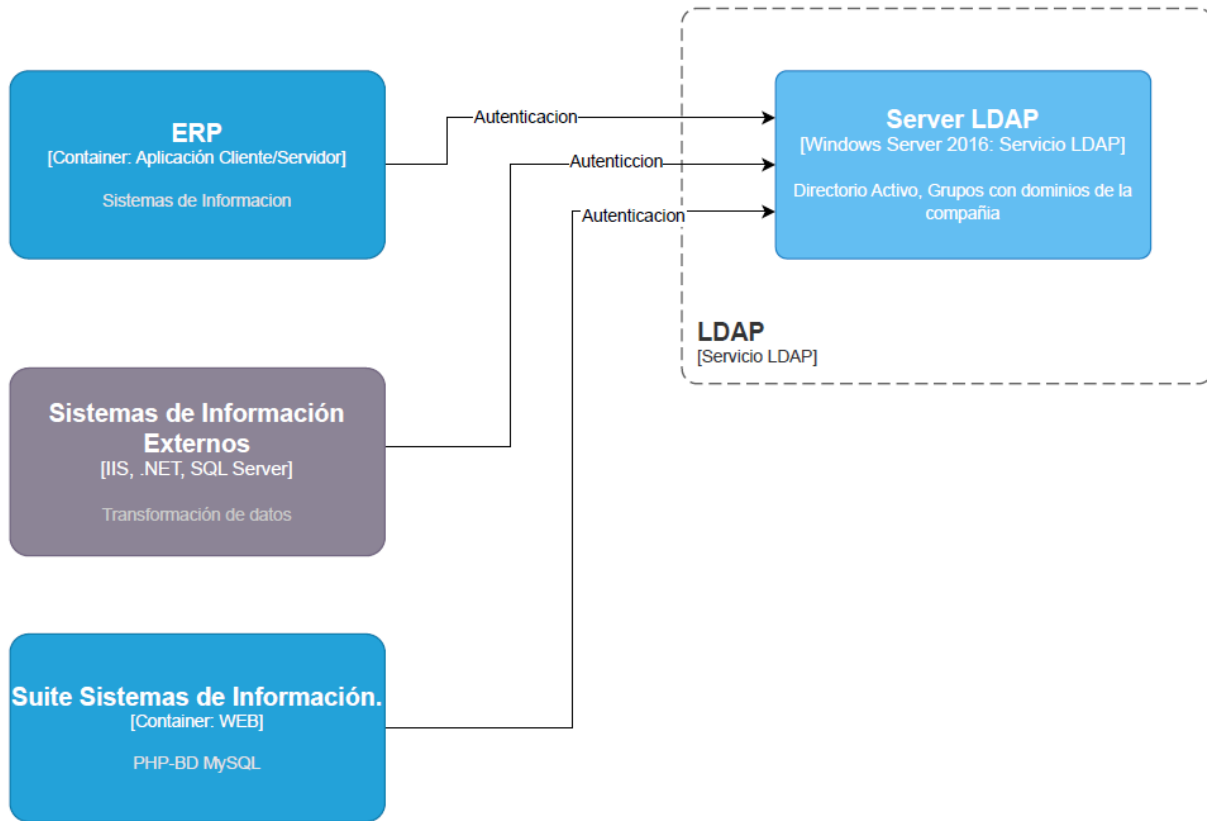 ERP
[Container: Aplicación Cliente/Servidor]
Sistemas de Informacion
Autenticacion
Server LDAP
[Windows Server 2016: Servicio LDAP]
Directorio Activo, Grupos con dominios de la
compañia
Autenticcion
Autenticacion
LDAP
[Servicio LDAP]
Sistemas de Información
Externos
[IIS, .NET, SQL Server]
Transformación de datos
Suite Sistemas de Información.
[Container: WEB]
PHP-BD MySQL